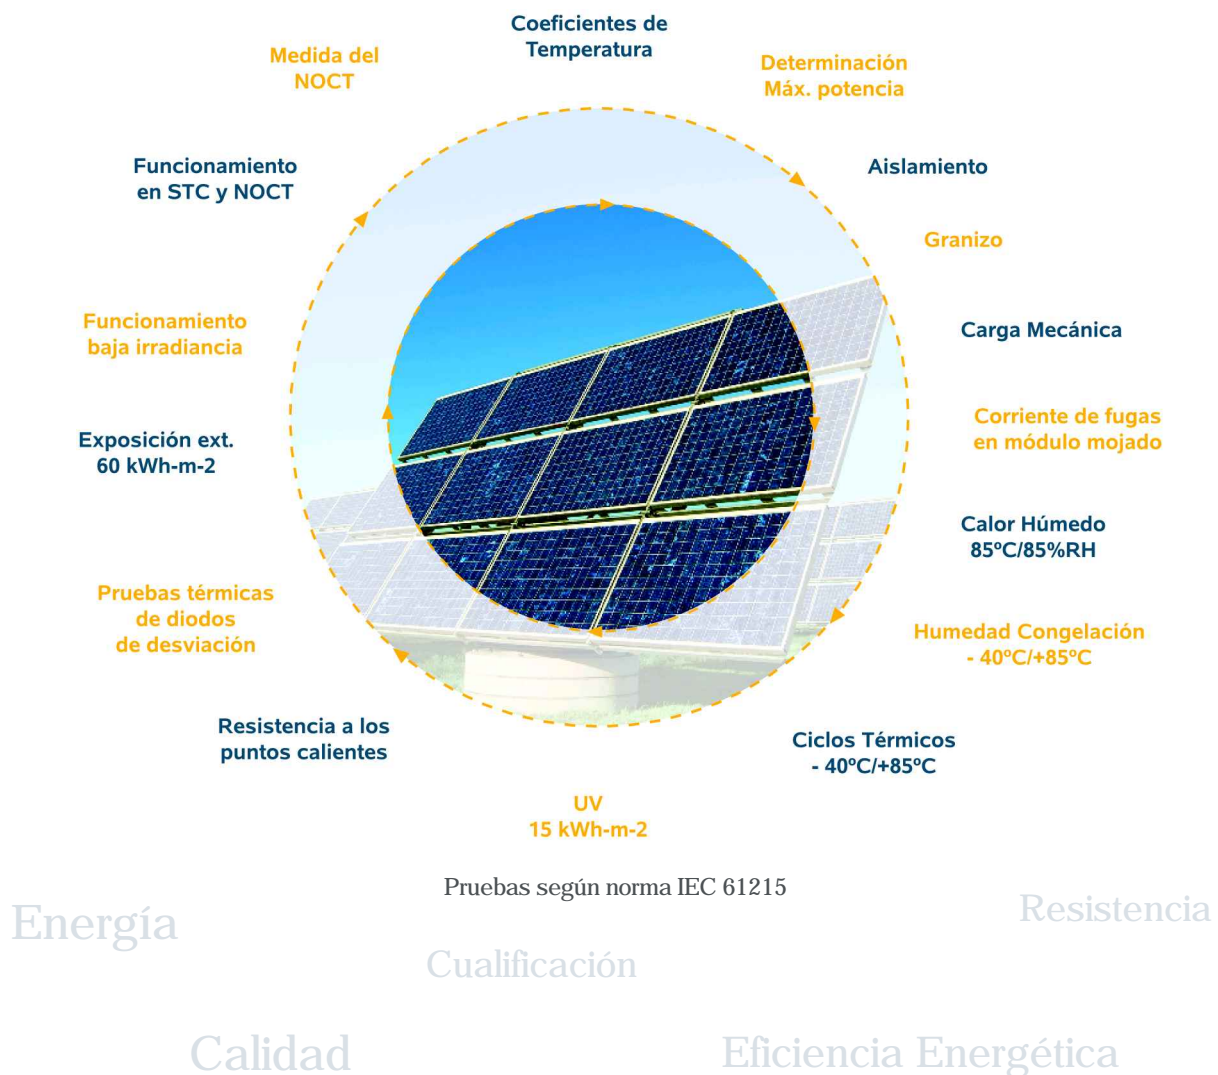 Coeficientes de
Temperatura
Medida del
NOCT
Determinación
Máx. potencia
Funcionamiento
en STC y NOCT
Aislamiento
Granizo
Funcionamiento
baja irradiancia
Carga Mecánica
Corriente de fugas
en módulo mojado
Exposición ext.
60 kWh-m-2
Calor Húmedo
85ºC/85%RH
Pruebas térmicas
de diodos
de desviación
Humedad Congelación
- 40ºC/+85ºC
Resistencia a los
puntos calientes
Ciclos Térmicos
- 40ºC/+85ºC
UV
15 kWh-m-2
Pruebas según norma IEC 61215
Energía
Resistencia
Cualificación
Calidad
Eficiencia Energética